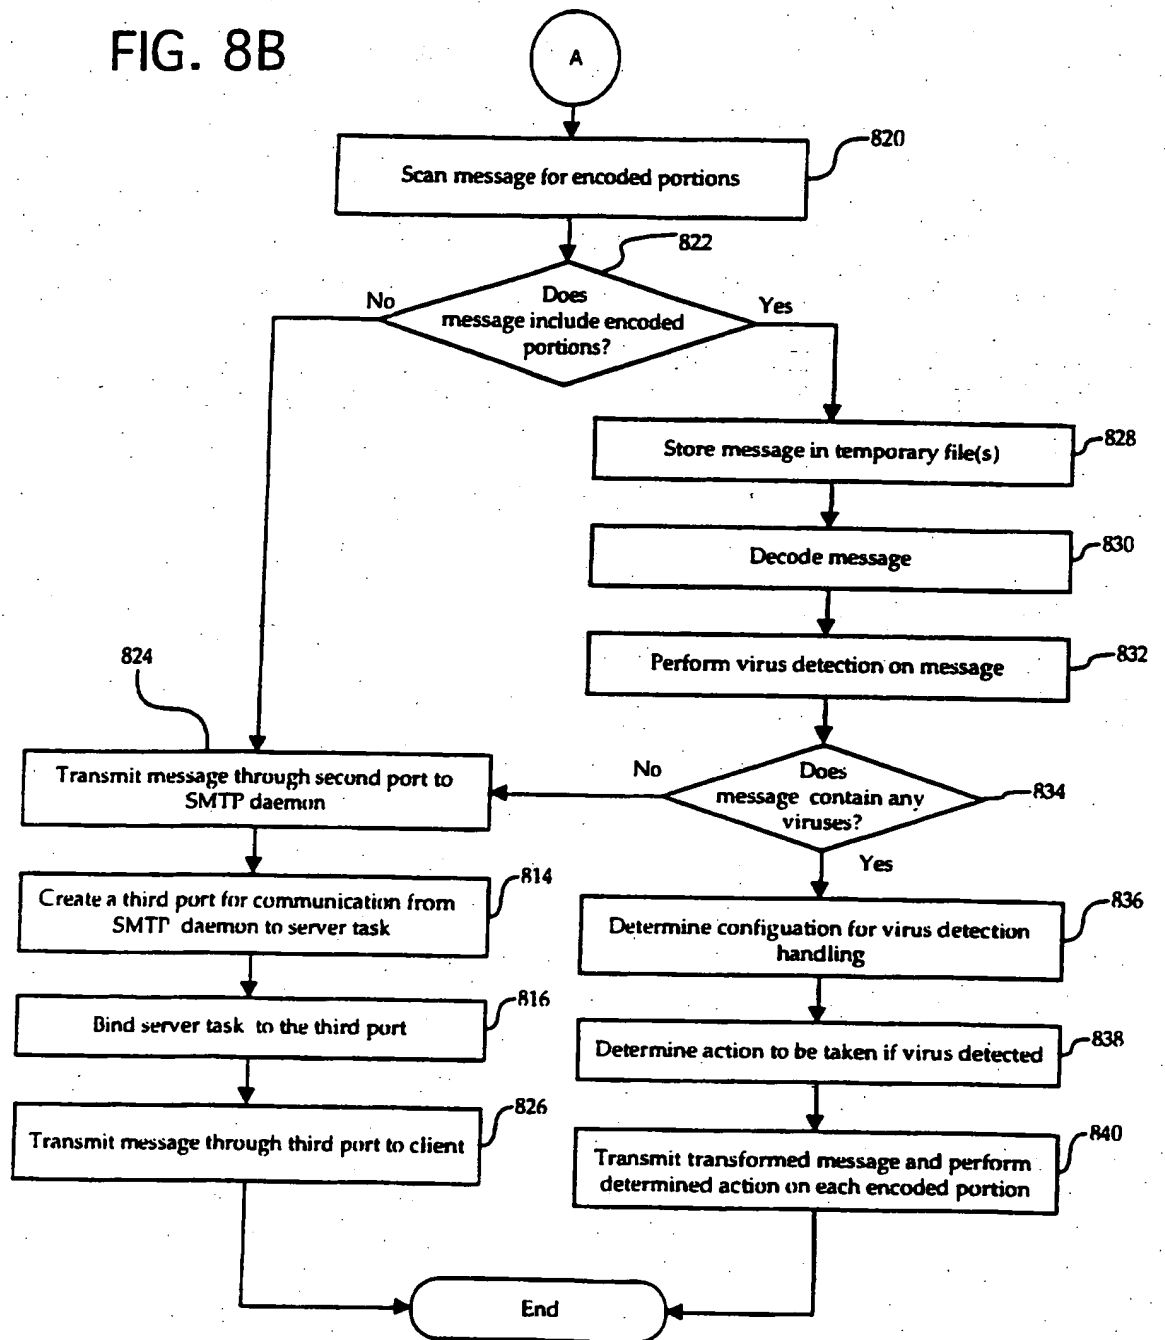 FIG. 8B
A
820
Scan message for encoded portions
822
No
Does
message include encoded
portions?
Yes
828
Store message in temporary file(s)
830
Decode message
832
Perform virus detection on message
824
Transmit message through second port to
SMTP daemon
No
Does
message contain any
viruses?
834
Yes
814
Create a third port for communication from
SMTP daemon to server task
836
Determine configuation for virus detection
handling
816
Bind server task to the third port
838
Determine action to be taken if virus detected
826
Transmit message through third port to client
840
Transmit transformed message and perform
determined action on each encoded portion
End